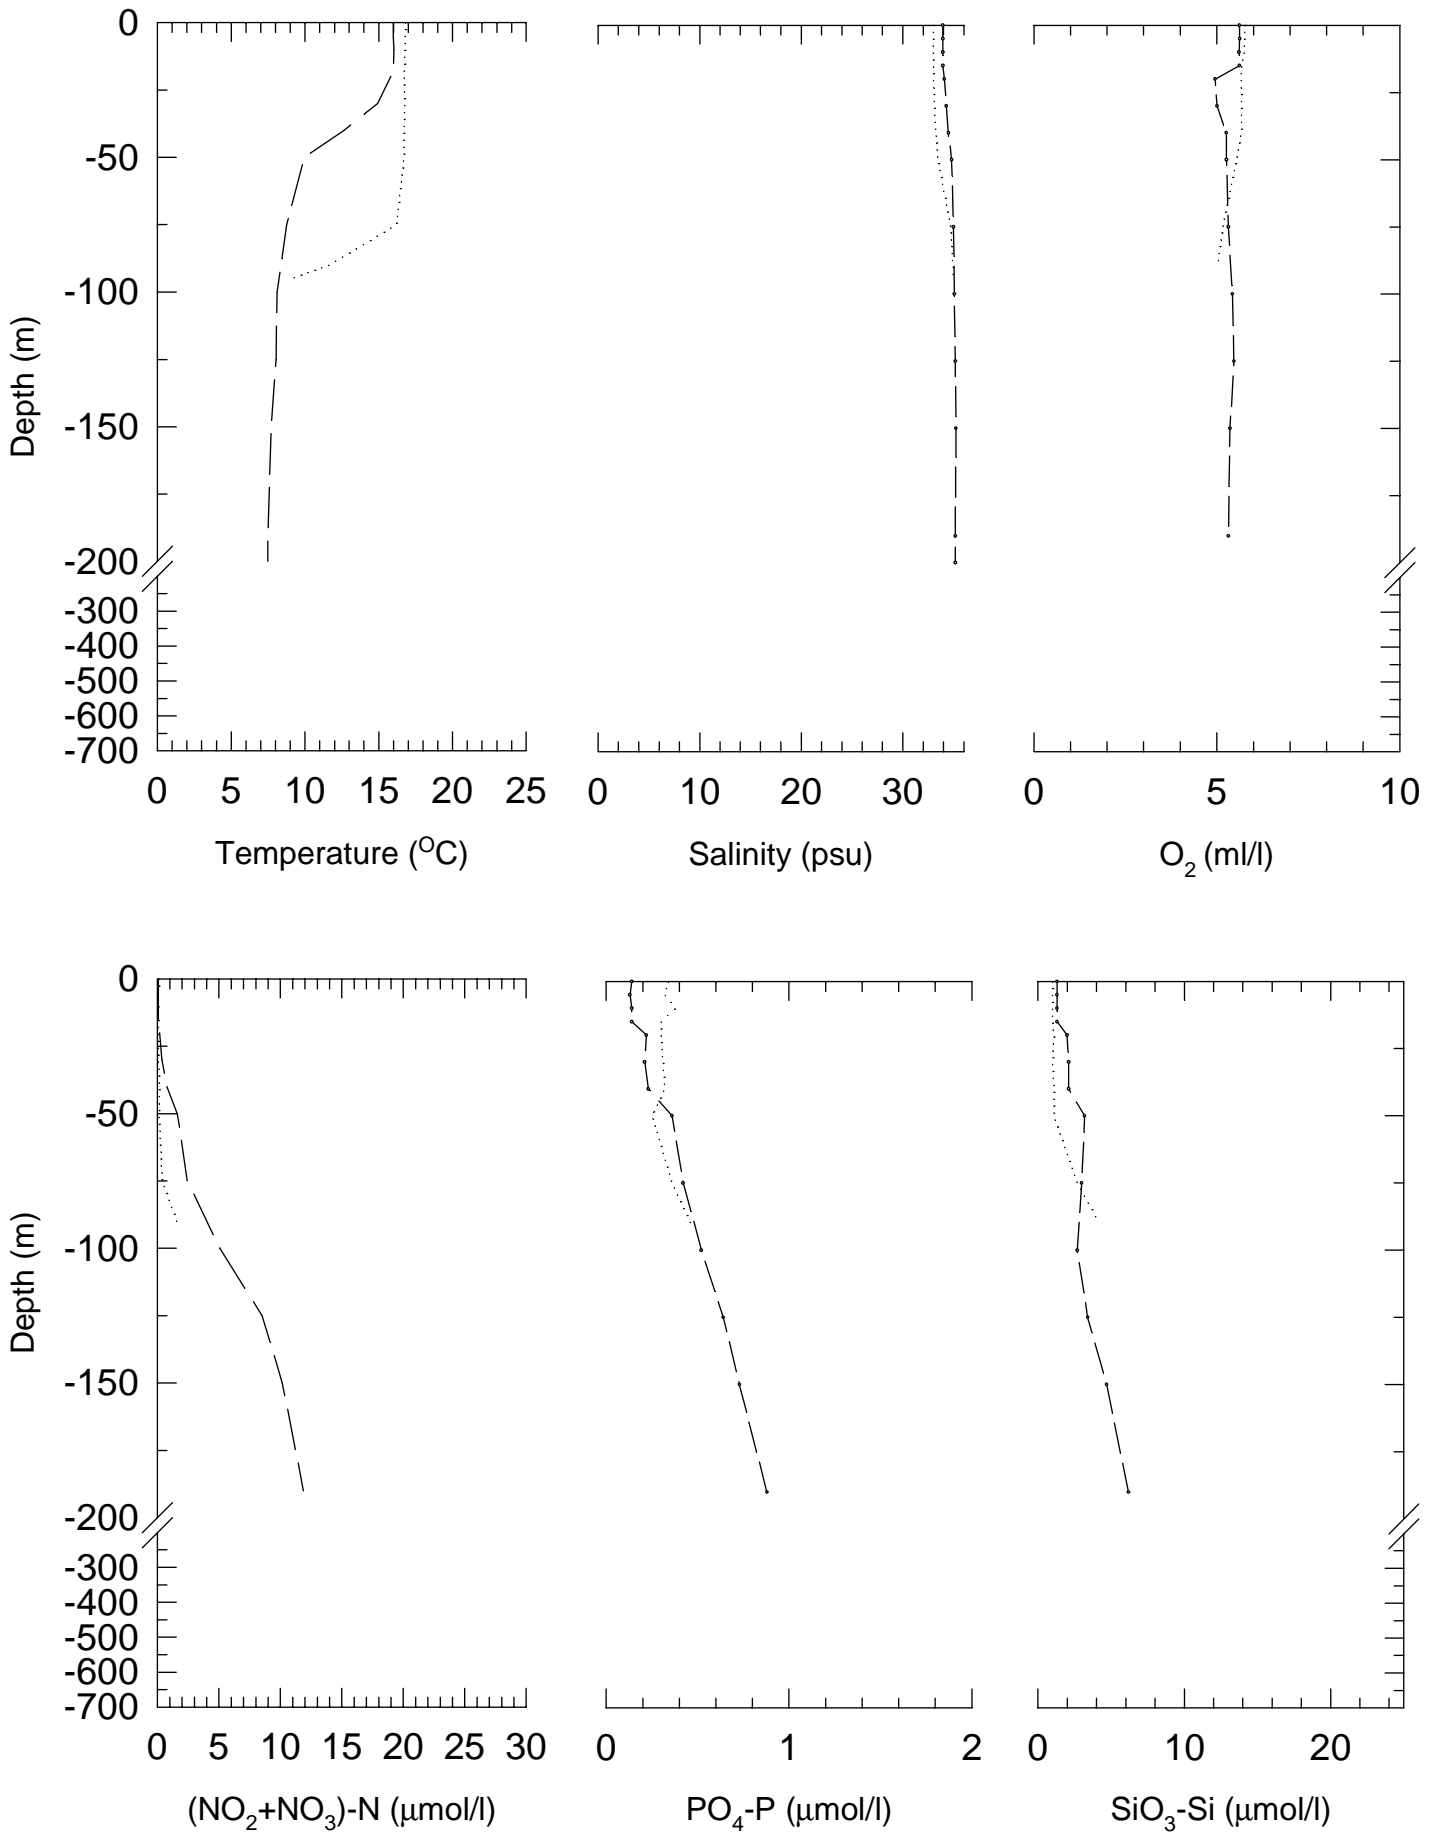 0
-50
-100
-150
-200
-300
-400
-500
-600
-700
Depth (m)
0 5 10 15 20 25
Temperature (ᴼC)
0 10 20 30
Salinity (psu)
0 5 10
O₂ (ml/l)
0
-50
-100
-150
-200
-300
-400
-500
-600
-700
Depth (m)
0 5 10 15 20 25 30
(NO₂+NO₃)-N (μmol/l)
0 1 2
PO₄-P (μmol/l)
0 10 20
SiO₃-Si (μmol/l)